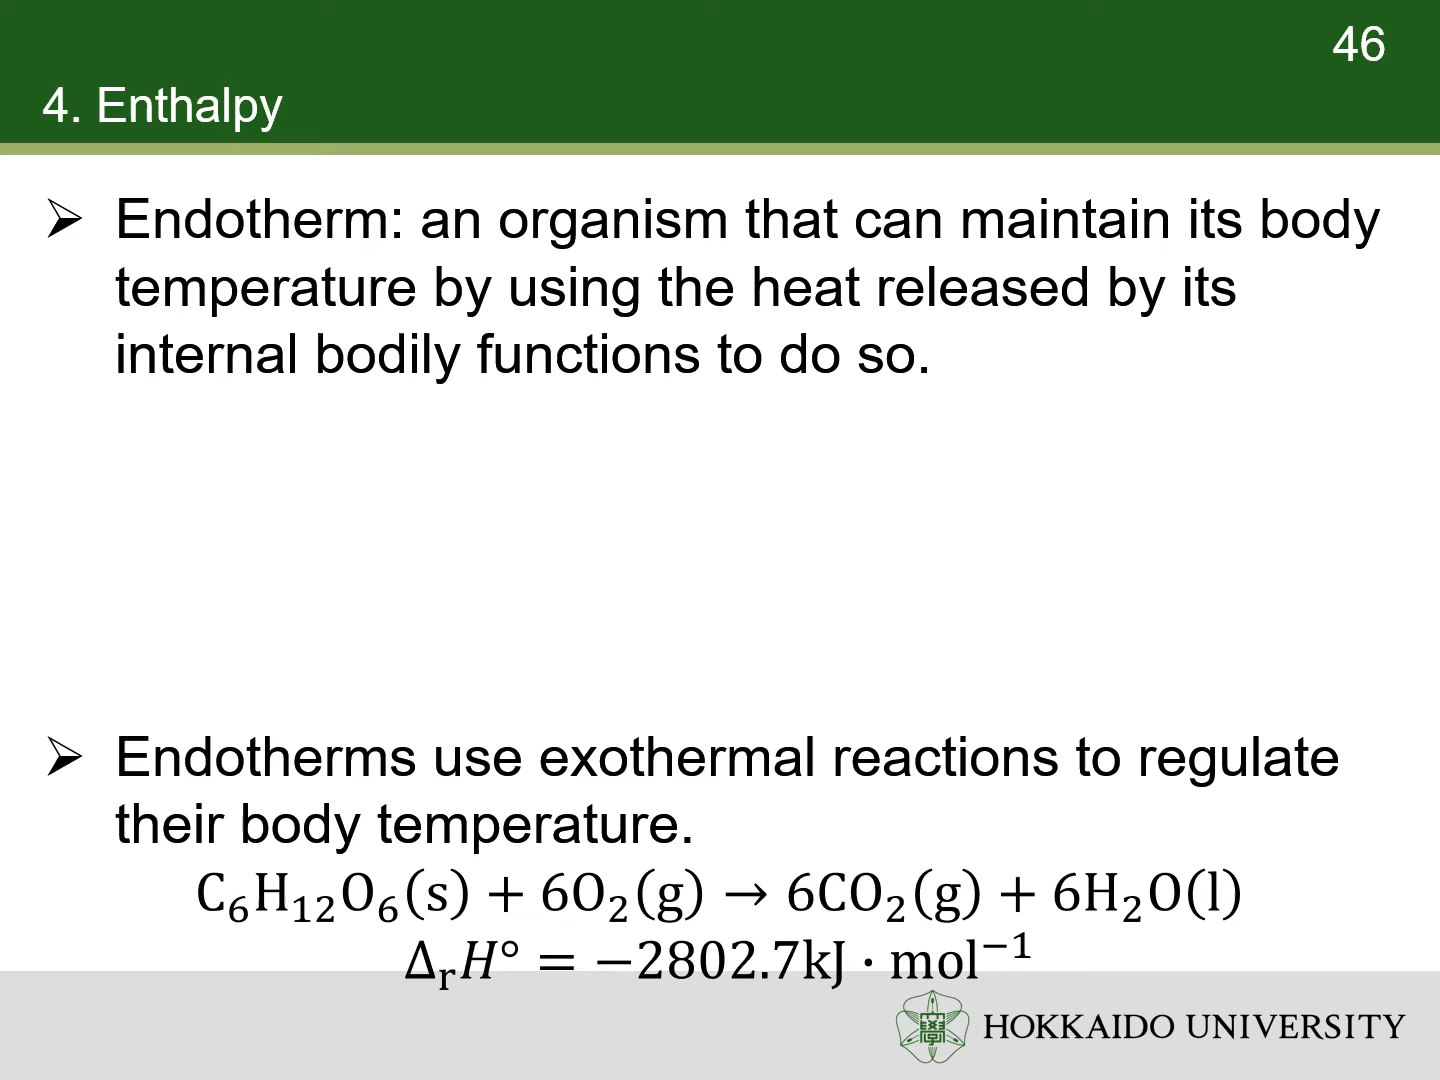 46
4. Enthalpy
➢ Endotherm: an organism that can maintain its body
temperature by using the heat released by its
internal bodily functions to do so.
➢ Endotherms use exothermal reactions to regulate
their body temperature.
C₆H₁₂O₆(s) + 6O₂(g) → 6CO₂(g) + 6H₂O(l)
ΔᵣH° = −2802.7kJ · mol⁻¹
HOKKAIDO UNIVERSITY